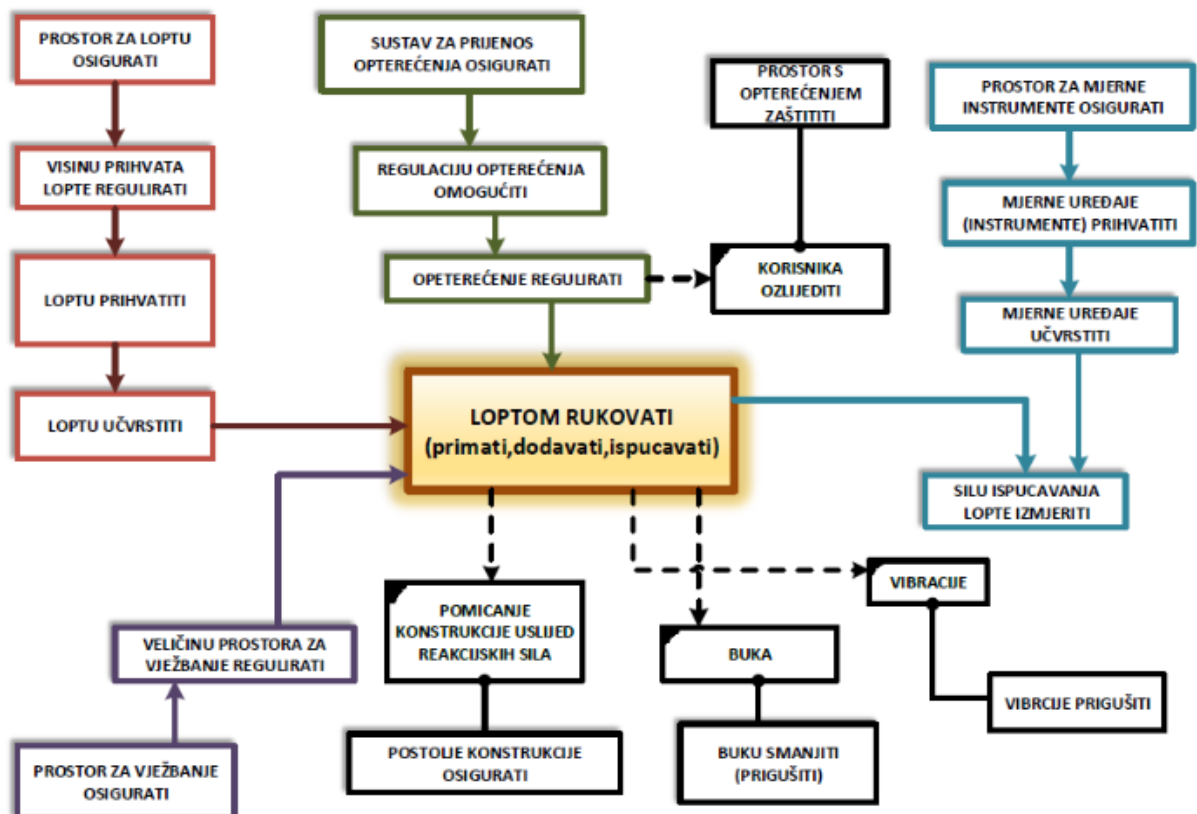 PROSTOR ZA LOPTU
OSIGURATI
SUSTAV ZA PRIJENOS
OPTEREĆENJA OSIGURATI
PROSTOR S
OPTEREĆENJEM
ZAŠTITITI
PROSTOR ZA MJERNE
INSTRUMENTE OSIGURATI
VISINU PRIHVATA
LOPTE REGULIRATI
REGULACIJU OPTEREĆENJA
OMOGUĆITI
MJERNE UREĐAJE
(INSTRUMENTE) PRIHVATITI
LOPTU PRIHVATITI
OPETEREĆENJE REGULIRATI
KORISNIKA
OZLIJEDITI
MJERNE UREĐAJE
UČVRSTITI
LOPTU UČVRSTITI
LOPTOM RUKOVATI
(primati,dodavati,ispucavati)
SILU ISPUCAVANJA
LOPTE IZMJERITI
VELIČINU PROSTORA ZA
VJEŽBANJE REGULIRATI
POMICANJE
KONSTRUKCIJE USLIJED
REAKCIJSKIH SILA
BUKA
VIBRACIJE
VIBRCIJE PRIGUŠITI
PROSTOR ZA VJEŽBANJE
OSIGURATI
POSTOLJE KONSTRUKCIJE
OSIGURATI
BUKU SMANJITI
(PRIGUŠITI)